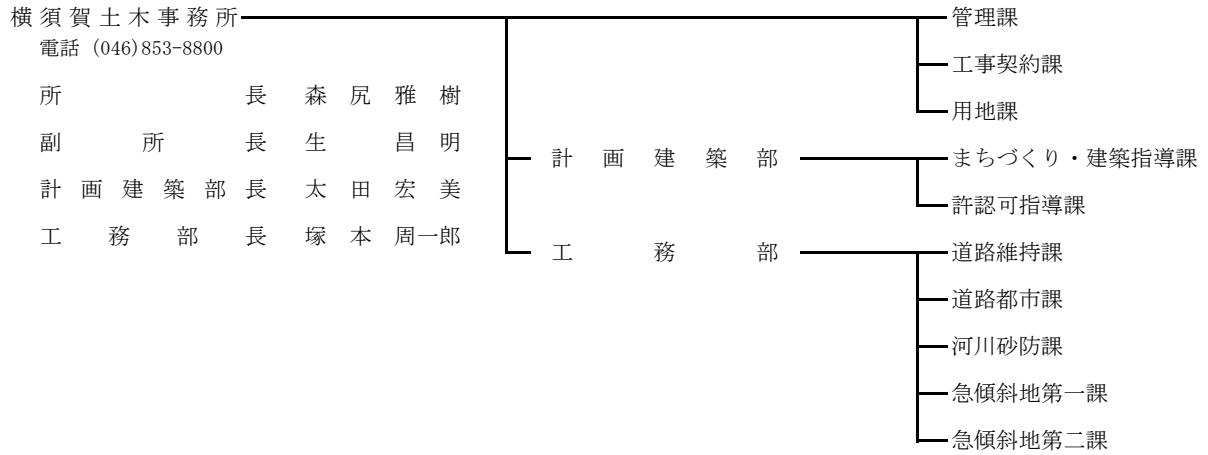 横須賀土木事務所 管理課
電話 (046)853-8800
工事契約課
所長 森尻雅樹
用地課
副所長 生昌明
計画建築部 まちづくり・建築指導課
計画建築部長 太田宏美
許認可指導課
工務部長 塚本周一郎
工務部 道路維持課
道路都市課
河川砂防課
急傾斜地第一課
急傾斜地第二課